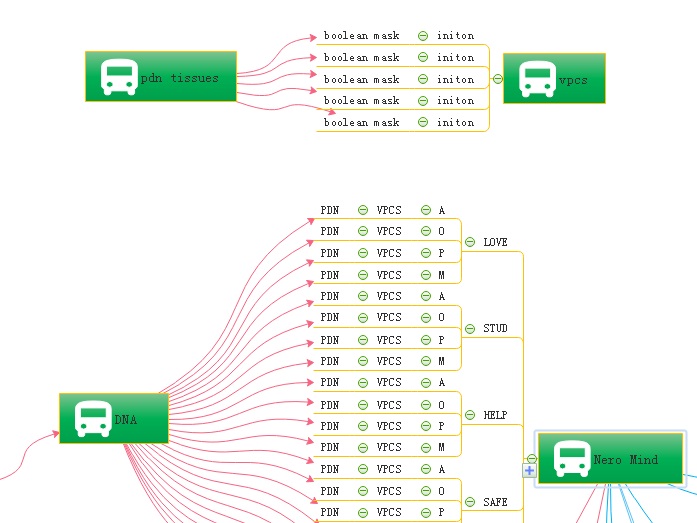 boolean mask initon
boolean mask initon
pdn tissues boolean mask initon vpcs
boolean mask initon
boolean mask initon
PDN VPCS A
PDN VPCS O
LOVE
PDN VPCS P
PDN VPCS M
PDN VPCS A
PDN VPCS O
STUD
PDN VPCS P
PDN VPCS M
PDN VPCS A
PDN VPCS O
HELP
DNA
PDN VPCS P
PDN VPCS M
Nero Mind
PDN VPCS A
PDN VPCS O
SAFE
PDN VPCS P